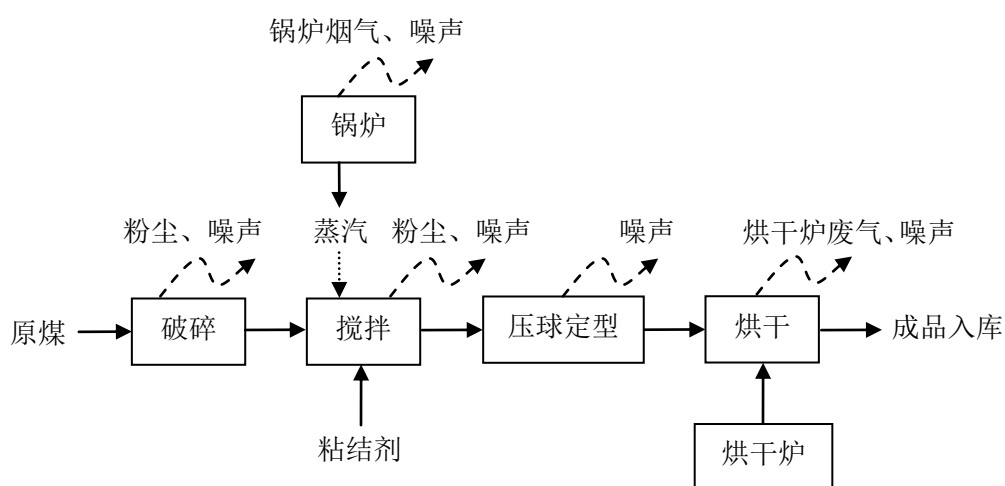 锅炉烟气、噪声
锅炉
粉尘、噪声
蒸汽
粉尘、噪声
噪声
烘干炉废气、噪声
原煤
破碎
搅拌
压球定型
烘干
成品入库
粘结剂
烘干炉